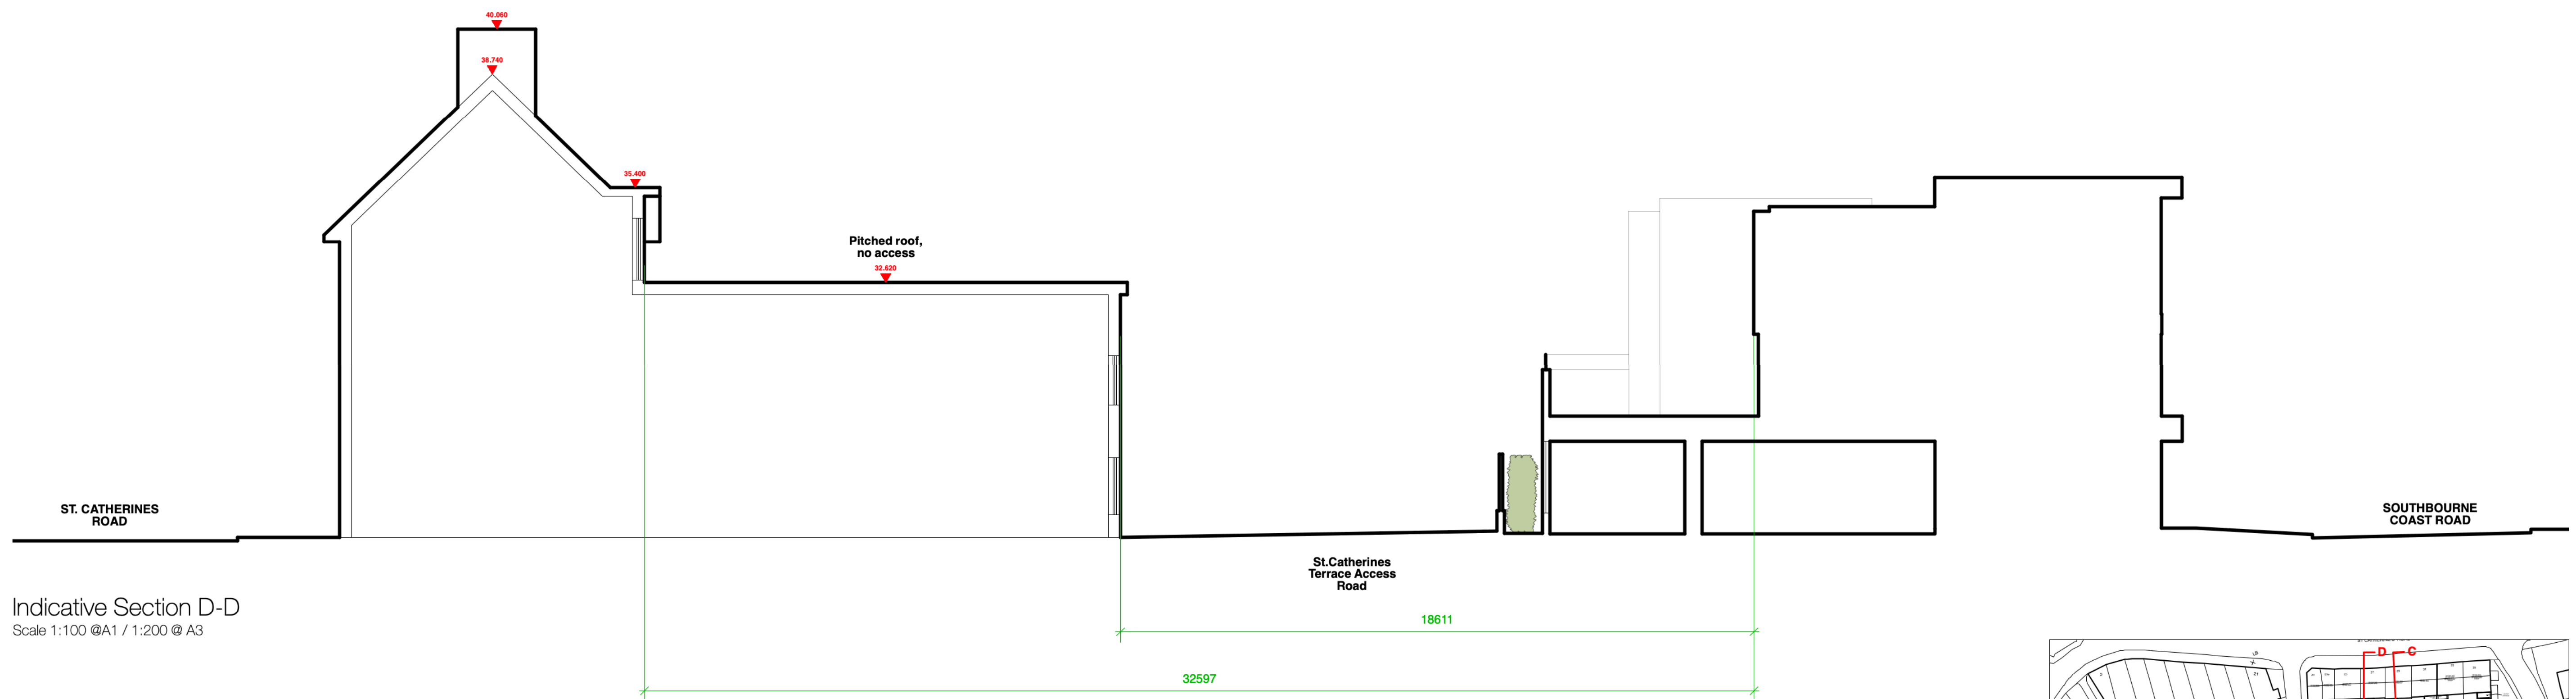 40.060
38.740
35.400
Pitched roof,
no access
32.620
ST. CATHERINES
ROAD
SOUTHBOURNE
COAST ROAD
St.Catherines
Terrace Access
Road
Indicative Section D-D
Scale 1:100 @A1 / 1:200 @ A3
18611
32597
D
C